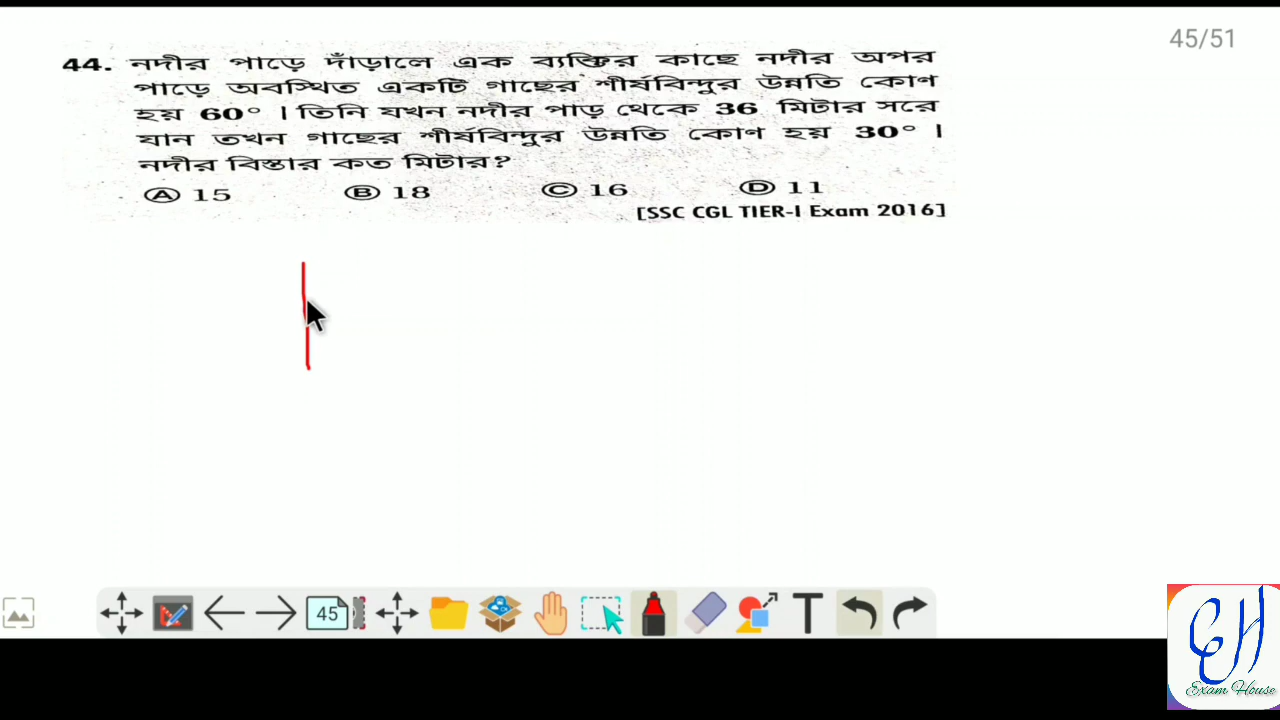 45/51
44. নদীর পাড়ে দাঁড়ালে এক ব্যক্তির কাছে নদীর অপর
পাড়ে অবস্থিত একটি গাছের শীর্ষবিন্দুর উন্নতি কোণ
হয় 60° । তিনি যখন নদীর পাড় থেকে 36 মিটার সরে
যান তখন গাছের শীর্ষবিন্দুর উন্নতি কোণ হয় 30° ।
নদীর বিস্তার কত মিটার?
Ⓐ 15 Ⓑ 18 Ⓒ 16 Ⓓ 11
[SSC CGL TIER-I Exam 2016]
45
T
EH
Exam House